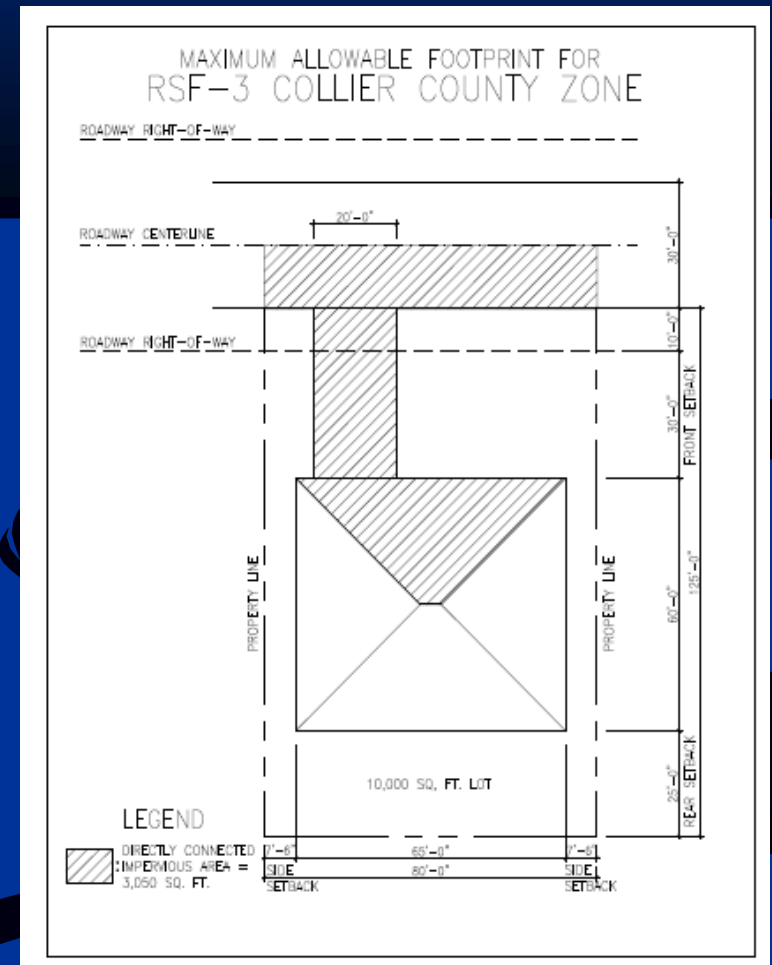 MAXIMUM ALLOWABLE FOOTPRINT FOR
RSF-3 COLLIER COUNTY ZONE
ROADWAY RIGHT-OF-WAY
20'-0"
ROADWAY CENTERLINE
30'-0"
10'-0"
ROADWAY RIGHT-OF-WAY
30'-0"
FRONT SETBACK
PROPERTY LINE
PROPERTY LINE
60'-0"
125'-0"
25'-0"
REAR SETBACK
10,000 SQ. FT. LOT
LEGEND
DIRECTLY CONNECTED
IMPERVIOUS AREA =
3,050 SQ. FT.
7'-6"
65'-0"
7'-6"
SIDE
SETBACK
80'-0"
SIDE
SETBACK